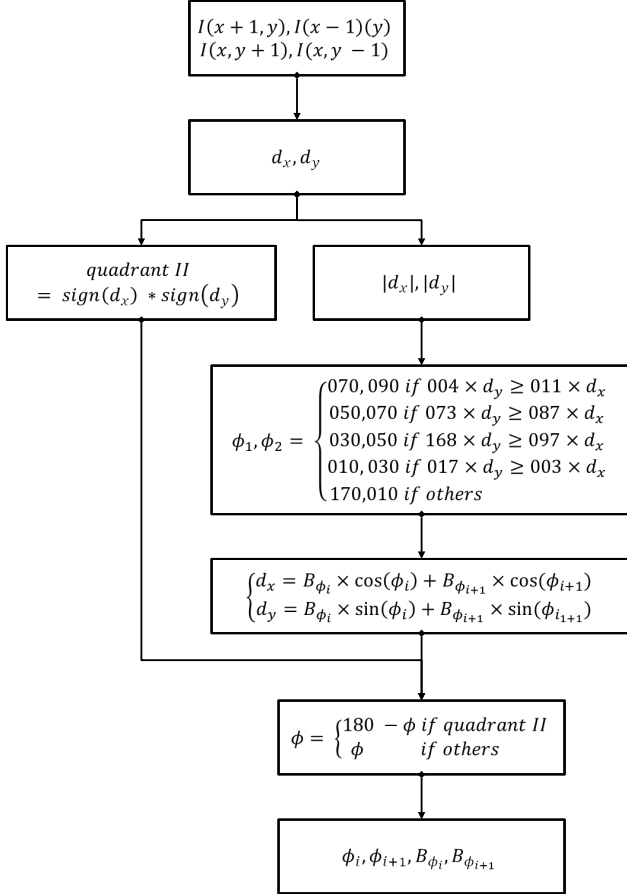 I(x + 1, y), I(x − 1)(y)
I(x, y + 1), I(x, y − 1)
d_x, d_y
quadrant II
= sign(d_x) ∗ sign(d_y)
|d_x|, |d_y|
ϕ_1, ϕ_2 = {
070, 090 if 004 × d_y ≥ 011 × d_x
050,070 if 073 × d_y ≥ 087 × d_x
030,050 if 168 × d_y ≥ 097 × d_x
010, 030 if 017 × d_y ≥ 003 × d_x
170,010 if others
{d_x = B_{ϕ_i} × cos(ϕ_i) + B_{ϕ_{i+1}} × cos(ϕ_{i+1})
d_y = B_{ϕ_i} × sin(ϕ_i) + B_{ϕ_{i+1}} × sin(ϕ_{i_{1+1}})
ϕ = {180 − ϕ if quadrant II
ϕ if others
ϕ_i, ϕ_{i+1}, B_{ϕ_i}, B_{ϕ_{i+1}}